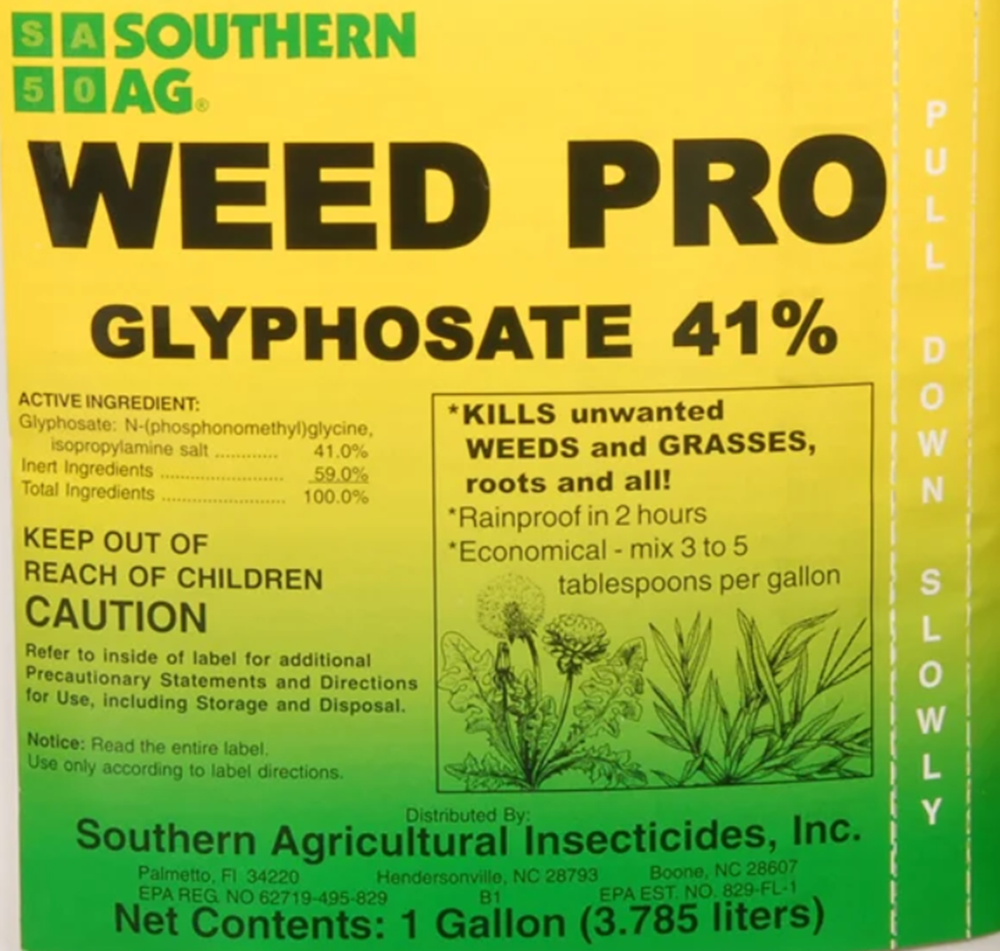 SA SOUTHERN
50 AG®
WEED PRO
GLYPHOSATE 41%
ACTIVE INGREDIENT:
Glyphosate: N-(phosphonomethyl)glycine,
isopropylamine salt ............ 41.0%
Inert Ingredients ........................ 59.0%
Total Ingredients ........................ 100.0%
KEEP OUT OF
REACH OF CHILDREN
CAUTION
Refer to inside of label for additional
Precautionary Statements and Directions
for Use, including Storage and Disposal.
Notice: Read the entire label.
Use only according to label directions.
*KILLS unwanted
WEEDS and GRASSES,
roots and all!
*Rainproof in 2 hours
*Economical - mix 3 to 5
tablespoons per gallon
Distributed By:
Southern Agricultural Insecticides, Inc.
Palmetto, Fl 34220 Hendersonville, NC 28793 Boone, NC 28607
EPA REG. NO 62719-495-829 B1 EPA EST. NO. 829-FL-1
Net Contents: 1 Gallon (3.785 liters)
PULL DOWN SLOWLY